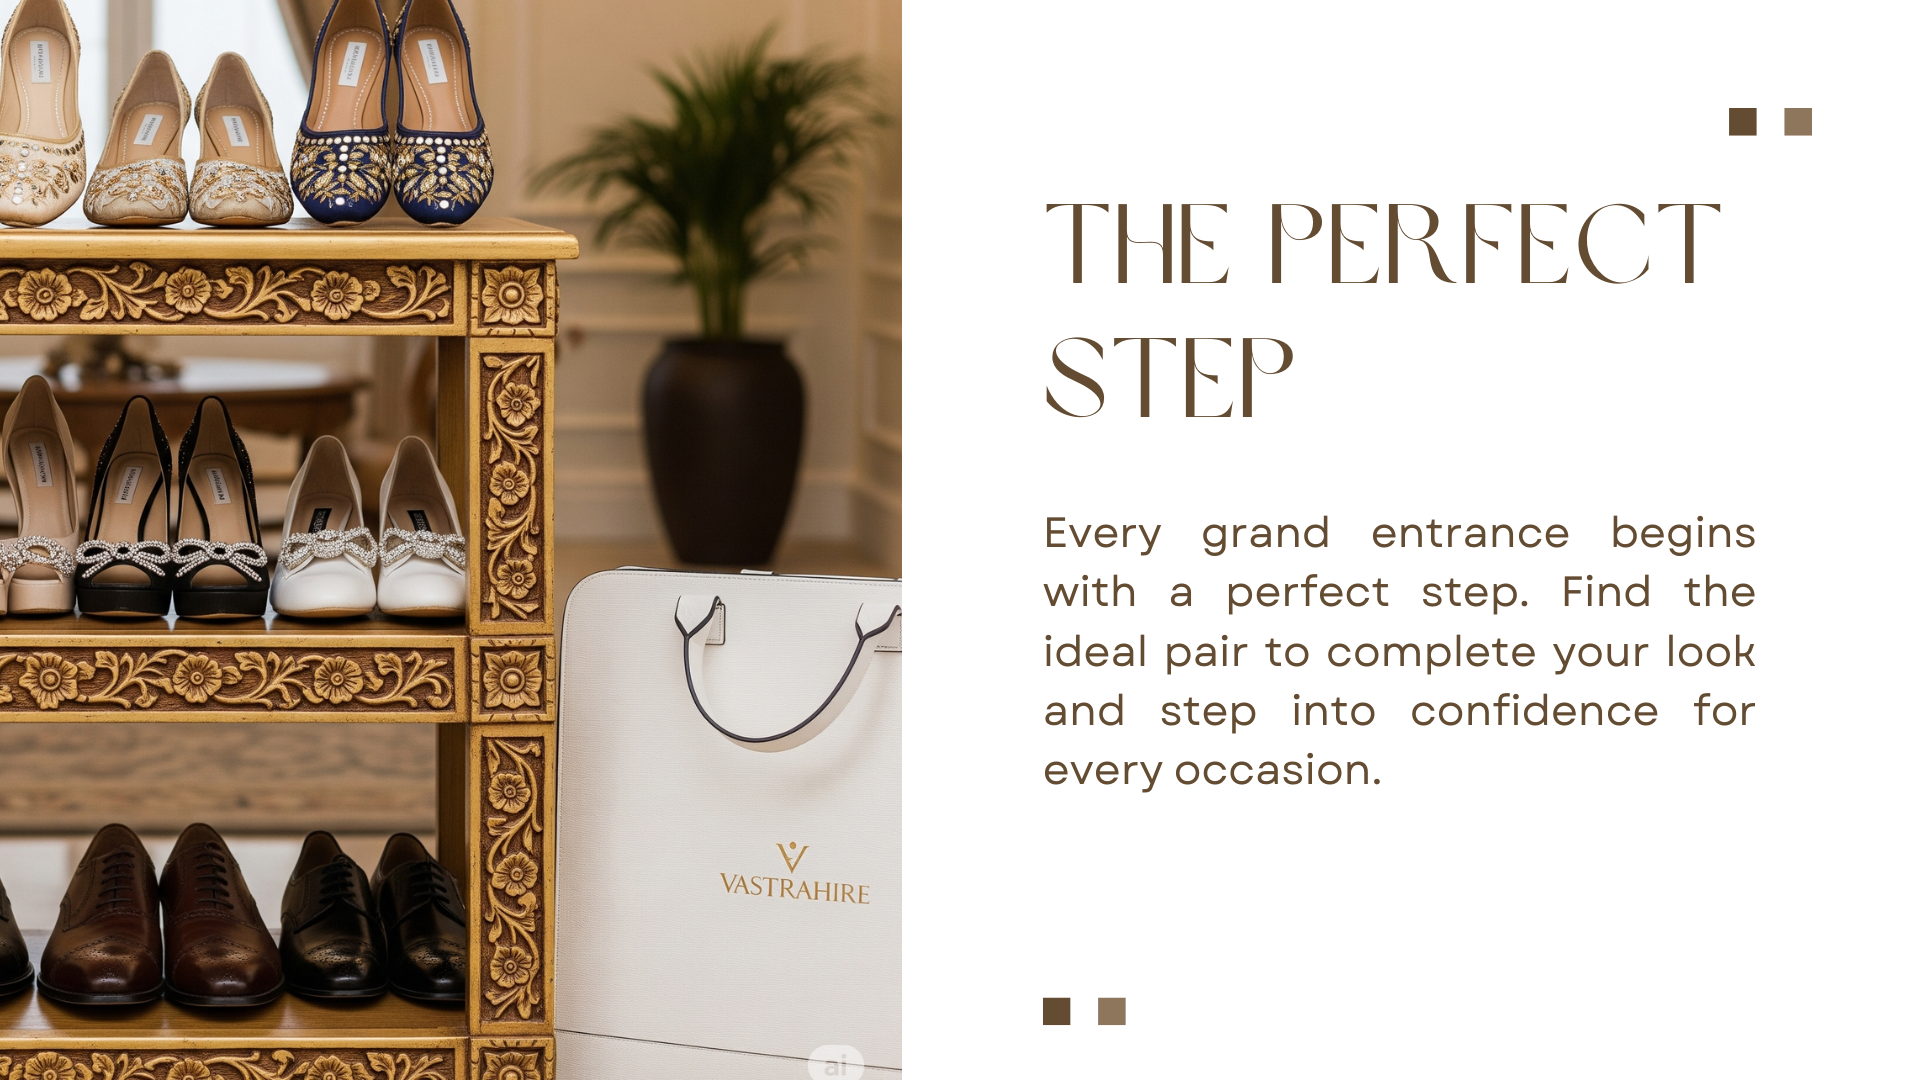 THE PERFECT
STEP
Every grand entrance begins
with a perfect step. Find the
ideal pair to complete your look
and step into confidence for
every occasion.
VASTRAHIRE
ai